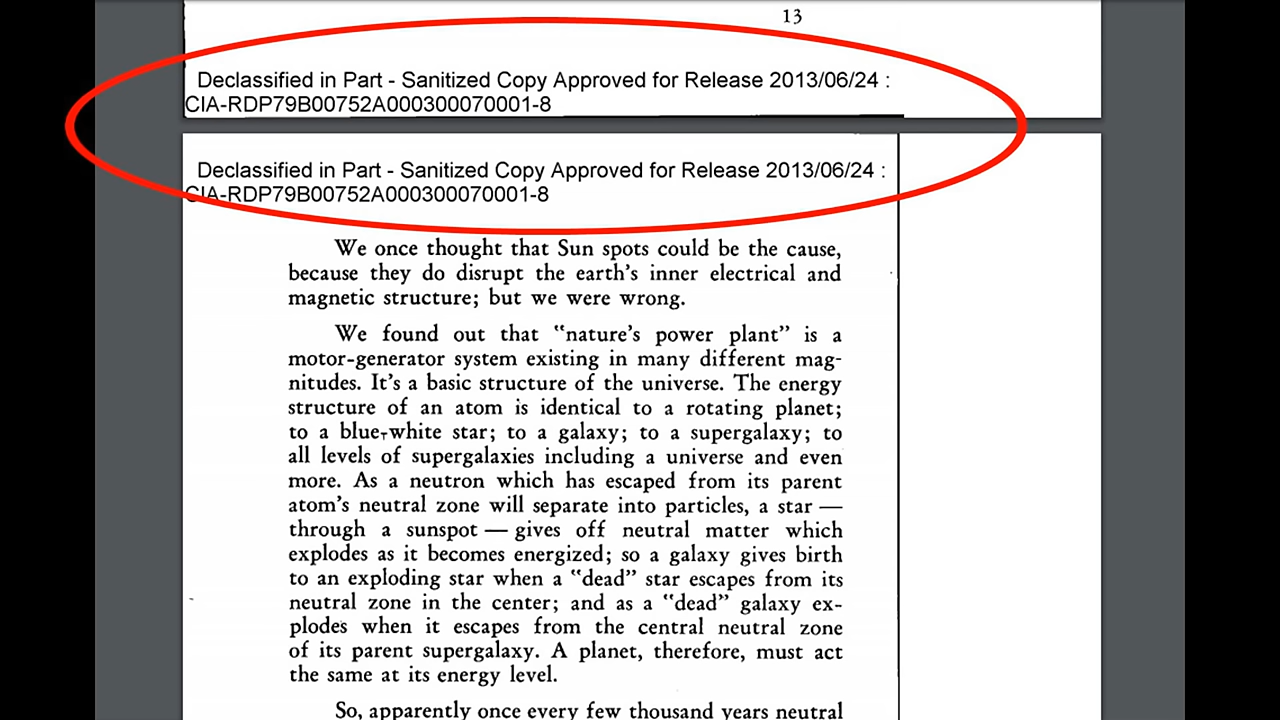 13
Declassified in Part - Sanitized Copy Approved for Release 2013/06/24 :
CIA-RDP79B00752A000300070001-8
Declassified in Part - Sanitized Copy Approved for Release 2013/06/24 :
CIA-RDP79B00752A000300070001-8
We once thought that Sun spots could be the cause,
because they do disrupt the earth's inner electrical and
magnetic structure; but we were wrong.
We found out that "nature's power plant" is a
motor-generator system existing in many different mag-
nitudes. It's a basic structure of the universe. The energy
structure of an atom is identical to a rotating planet;
to a blue-white star; to a galaxy; to a supergalaxy; to
all levels of supergalaxies including a universe and even
more. As a neutron which has escaped from its parent
atom's neutral zone will separate into particles, a star —
through a sunspot — gives off neutral matter which
explodes as it becomes energized; so a galaxy gives birth
to an exploding star when a "dead" star escapes from its
neutral zone in the center; and as a "dead" galaxy ex-
plodes when it escapes from the central neutral zone
of its parent supergalaxy. A planet, therefore, must act
the same at its energy level.
So, apparently once every few thousand years neutral